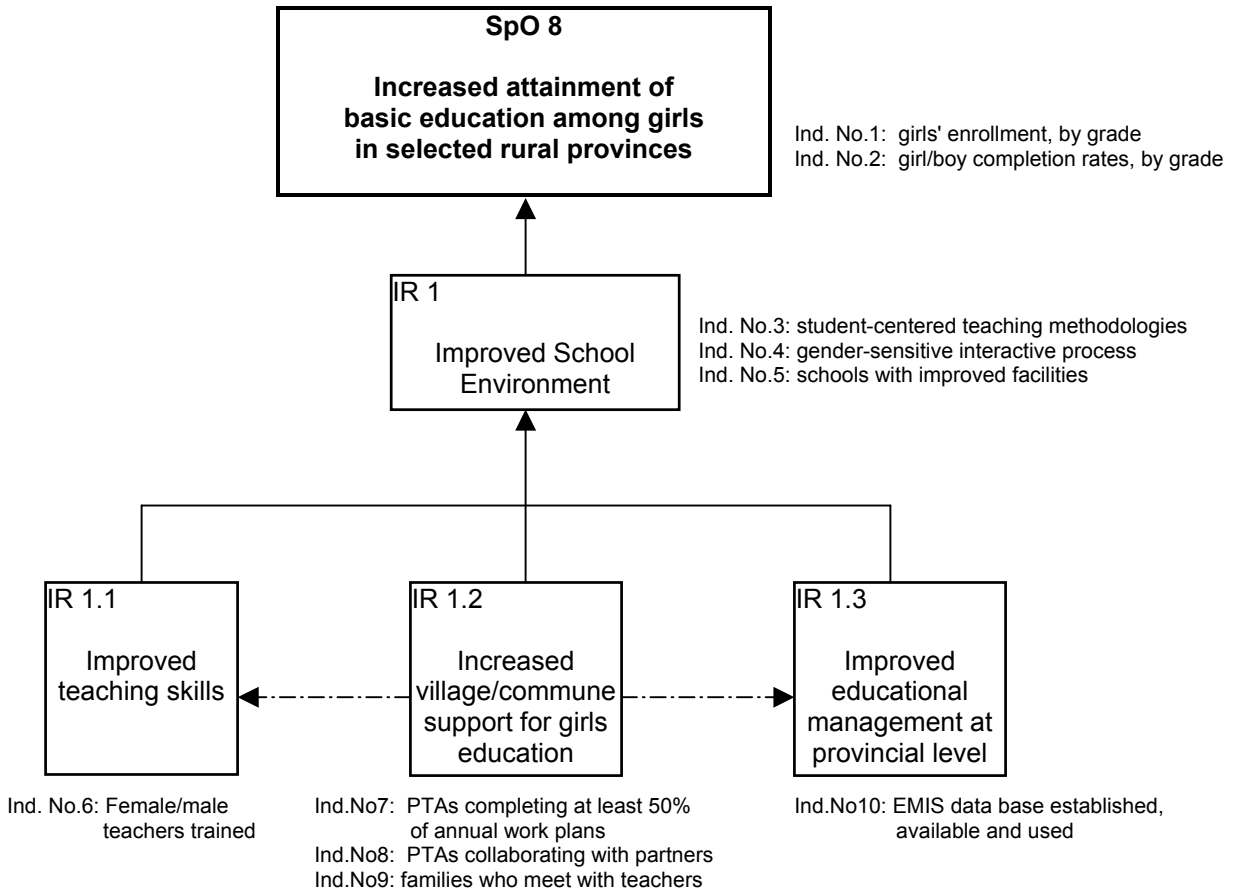 SpO 8
Increased attainment of
basic education among girls
in selected rural provinces
Ind. No.1: girls' enrollment, by grade
Ind. No.2: girl/boy completion rates, by grade
IR 1
Improved School
Environment
Ind. No.3: student-centered teaching methodologies
Ind. No.4: gender-sensitive interactive process
Ind. No.5: schools with improved facilities
IR 1.1
Improved
teaching skills
IR 1.2
Increased
village/commune
support for girls
education
IR 1.3
Improved
educational
management at
provincial level
Ind. No.6: Female/male
teachers trained
Ind.No7: PTAs completing at least 50%
of annual work plans
Ind.No8: PTAs collaborating with partners
Ind.No9: families who meet with teachers
Ind.No10: EMIS data base established,
available and used